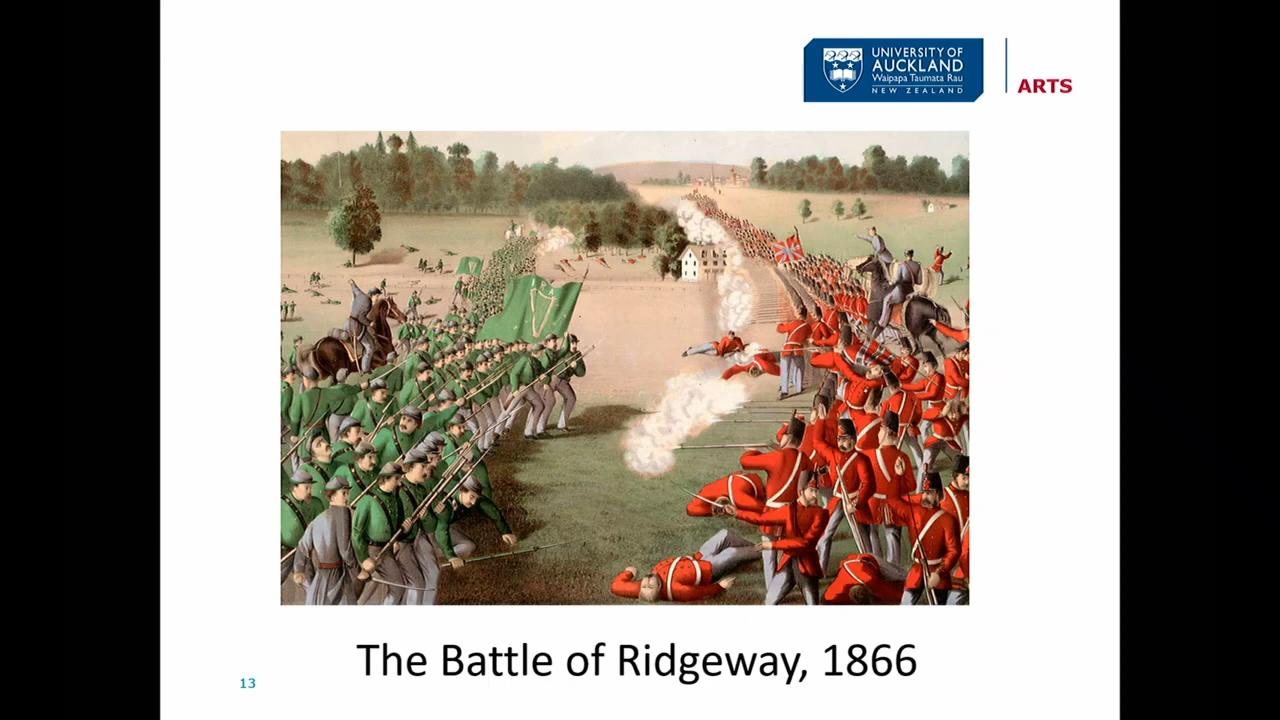 UNIVERSITY OF
AUCKLAND
Waipapa Taumata Rau
NEW ZEALAND
ARTS
The Battle of Ridgeway, 1866
13